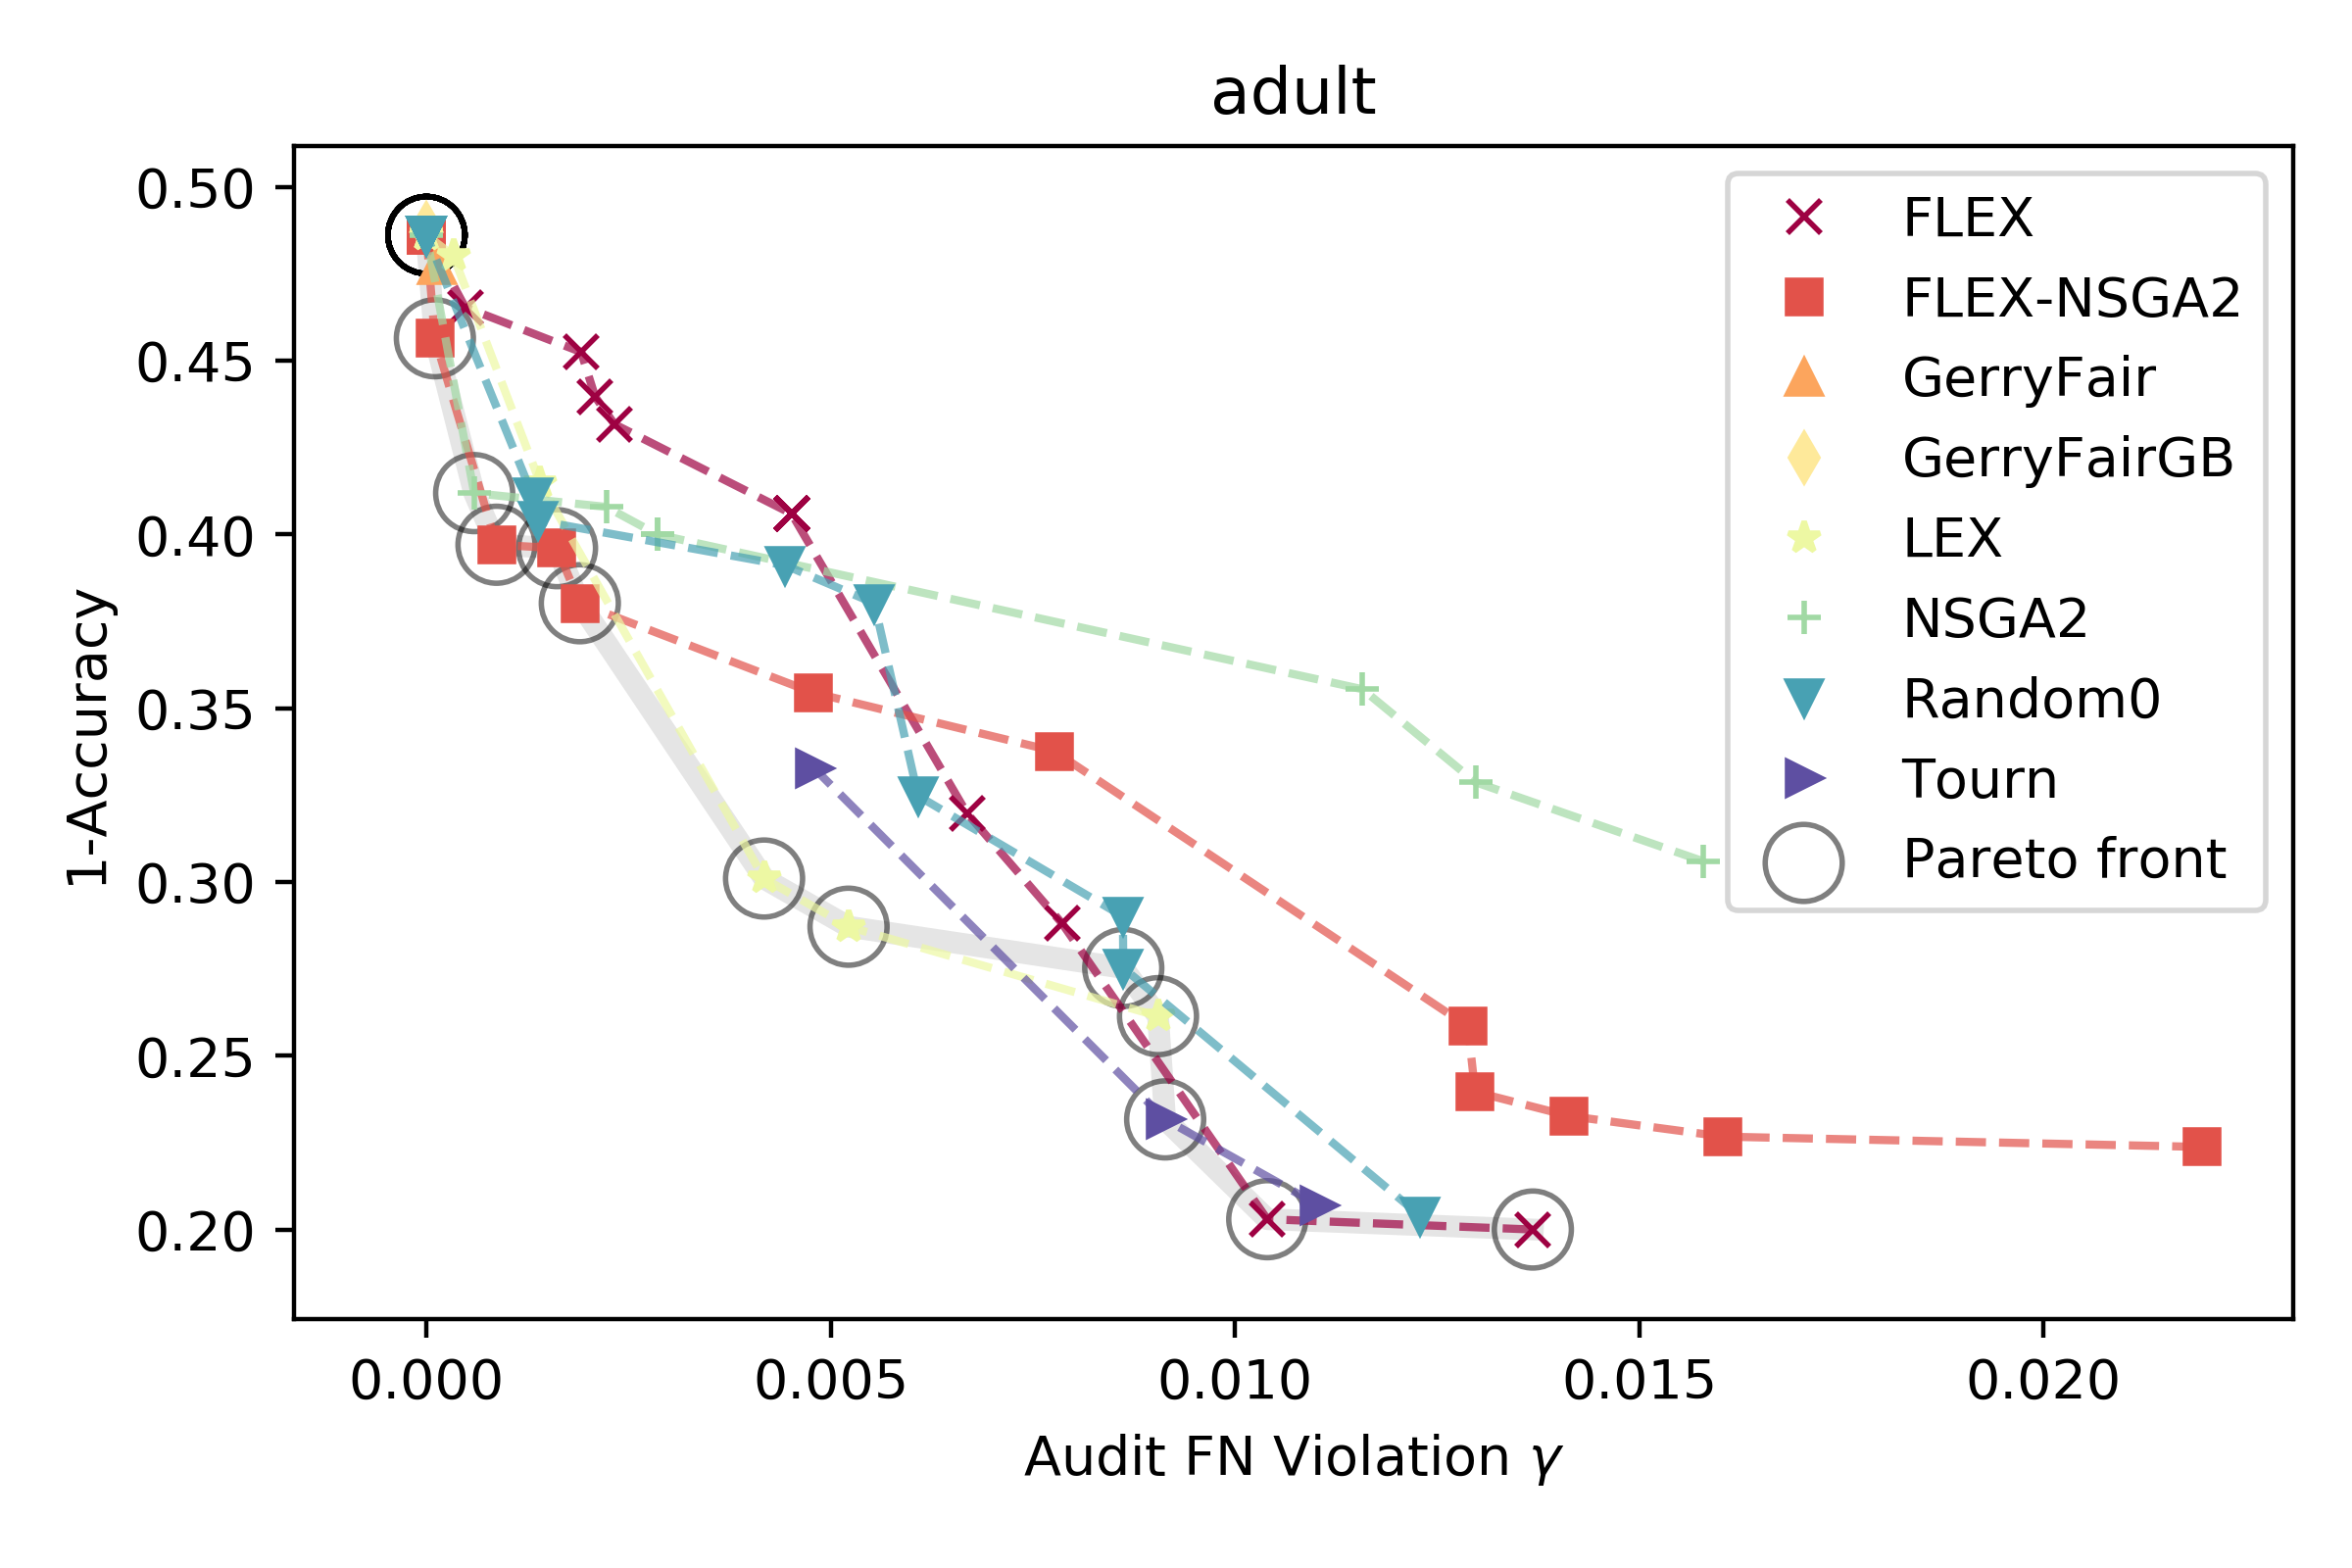 adult
0.50
0.45
0.40
0.35
0.30
0.25
0.20
1-Accuracy
0.000 0.005 0.010 0.015 0.020
Audit FN Violation γ
FLEX
FLEX-NSGA2
GerryFair
GerryFairGB
LEX
NSGA2
Random0
Tourn
Pareto front